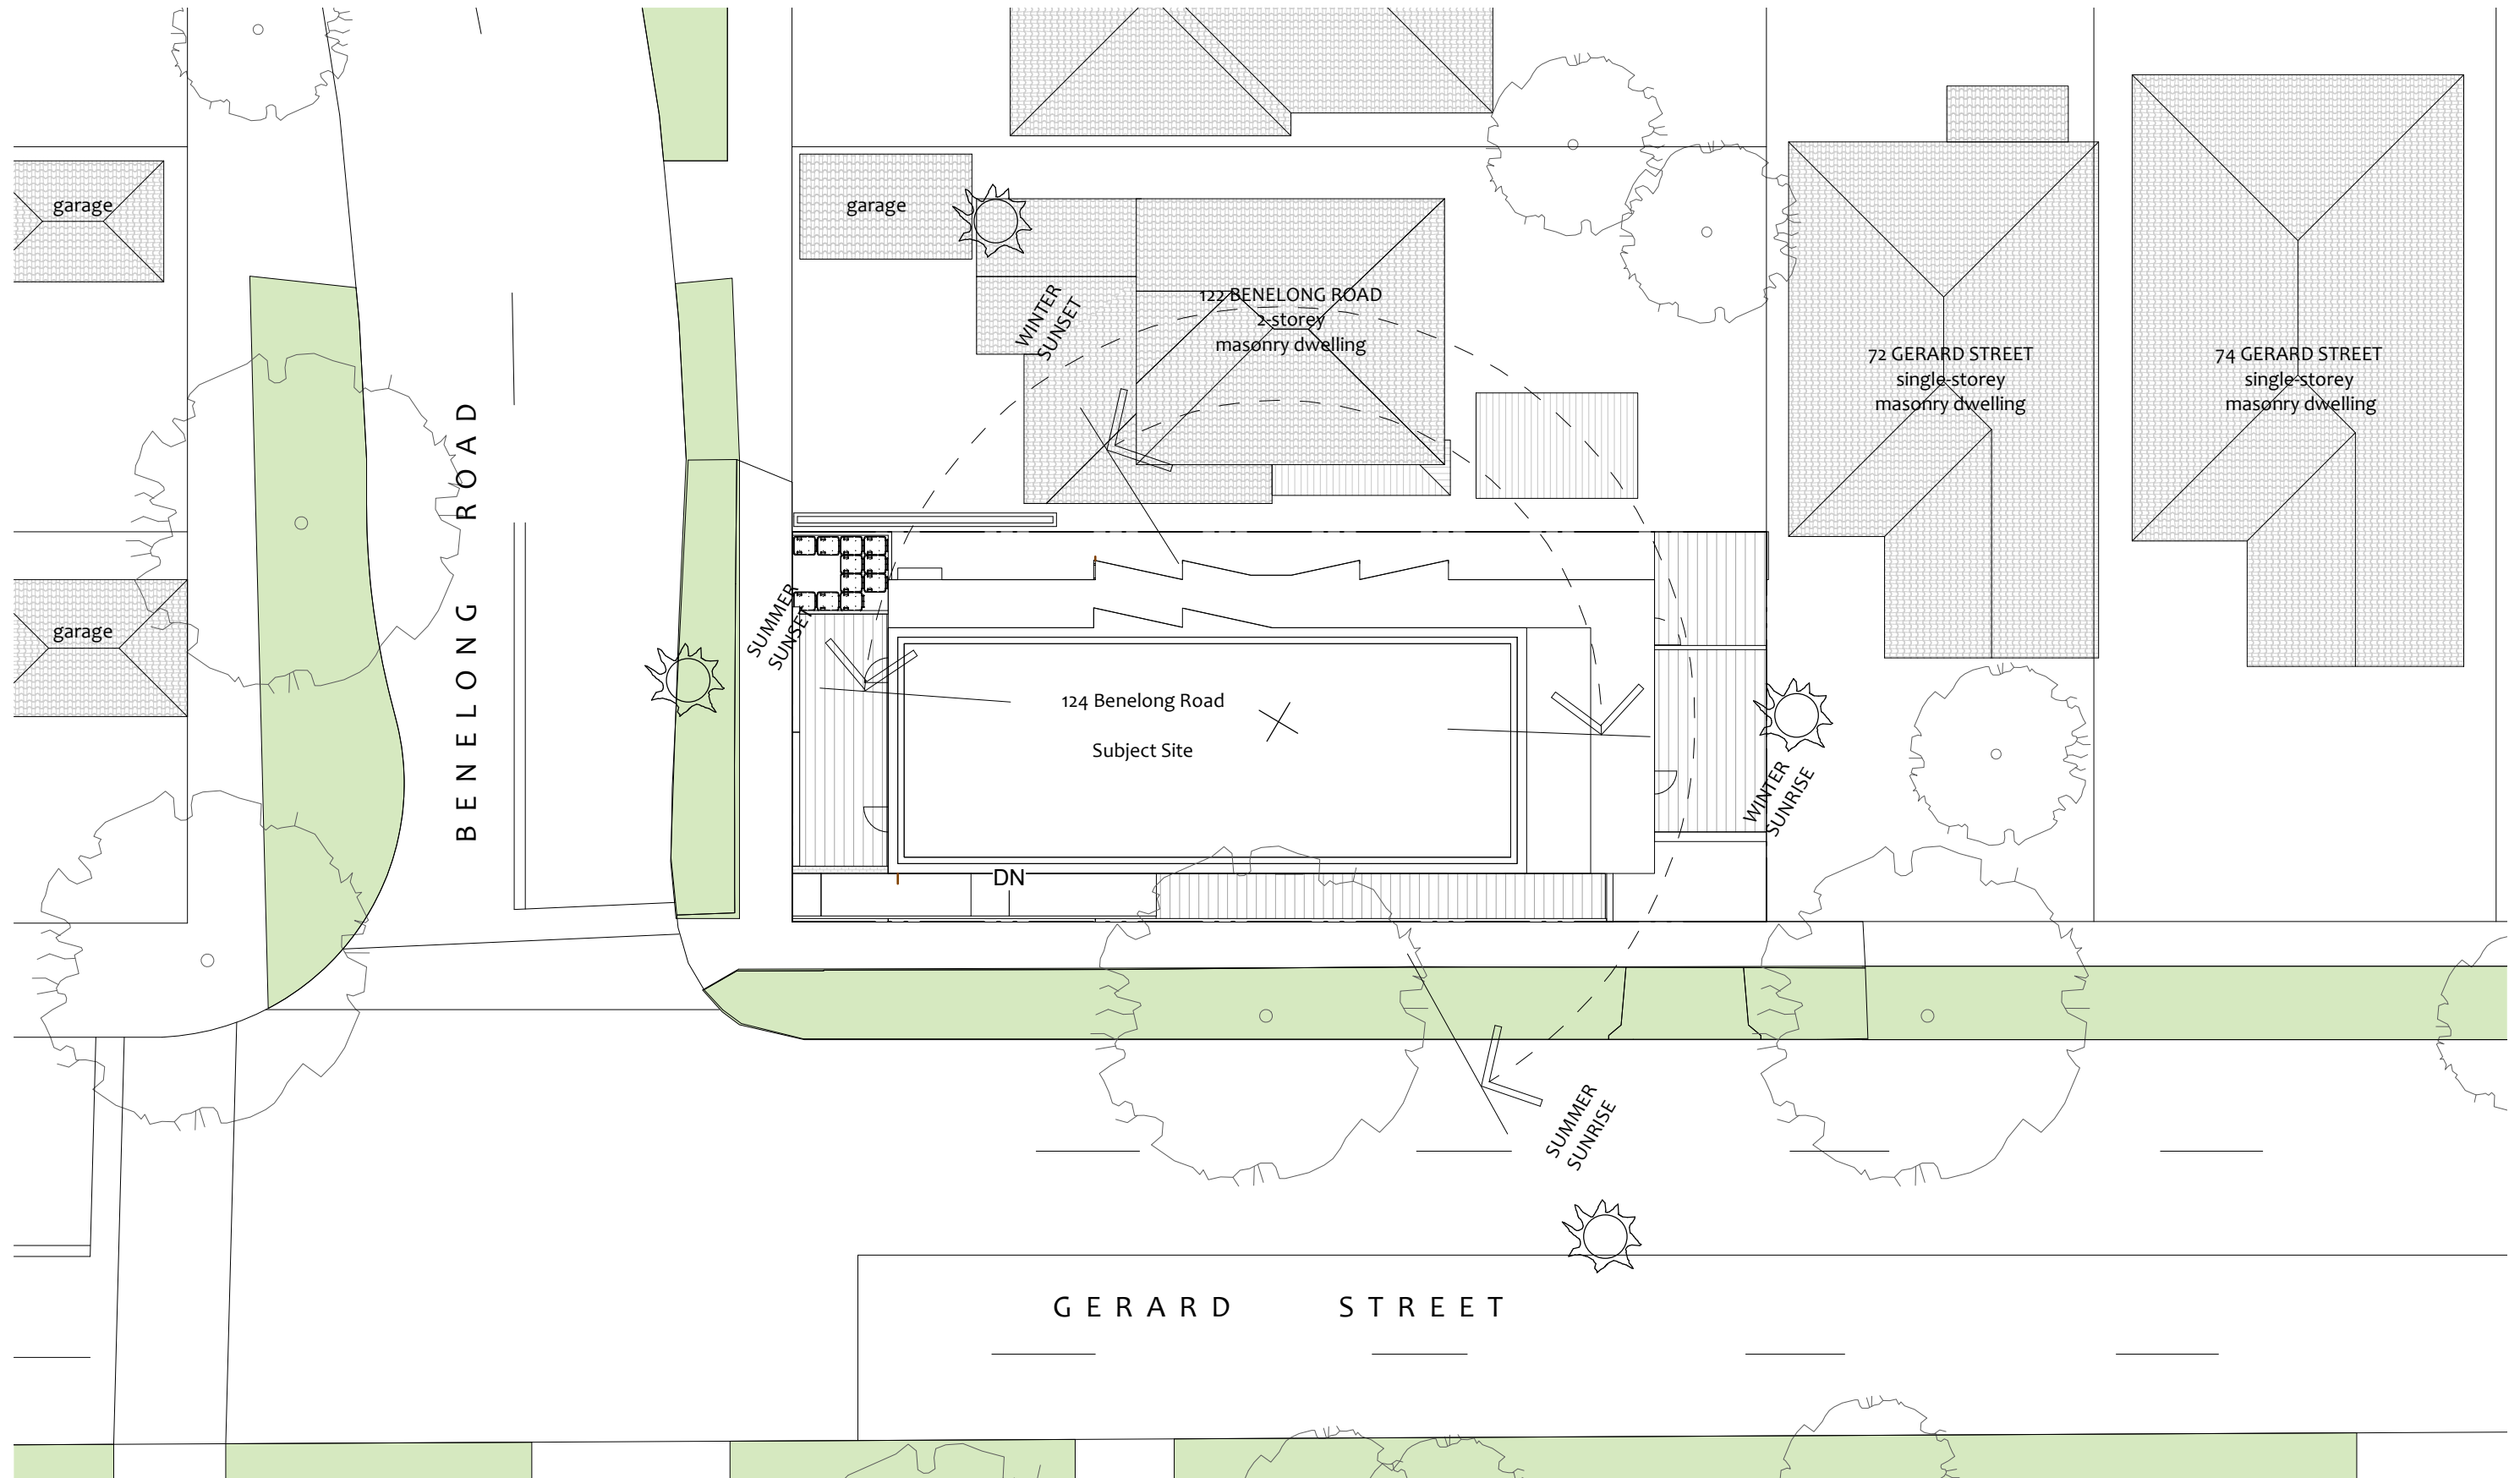 garage
garage
WINTER
SUNSET
122 BENELONG ROAD
2-storey
masonry dwelling
72 GERARD STREET
single-storey
masonry dwelling
74 GERARD STREET
single-storey
masonry dwelling
BENELONG ROAD
garage
SUMMER
SUNSET
124 Benelong Road
Subject Site
WINTER
SUNRISE
DN
SUMMER
SUNRISE
GERARD STREET